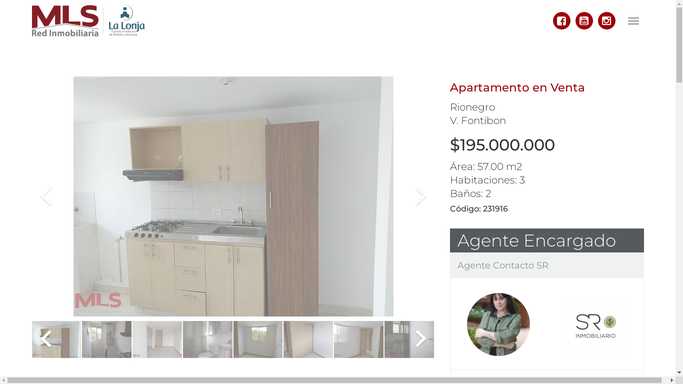 MLS
Red Inmobiliaria
La Lonja
Apartamento en Venta
Rionegro
V. Fontibon
$195.000.000
Área: 57.00 m2
Habitaciones: 3
Baños: 2
Código: 231916
Agente Encargado
Agente Contacto SR
MLS
SR
INMOBILIARIO